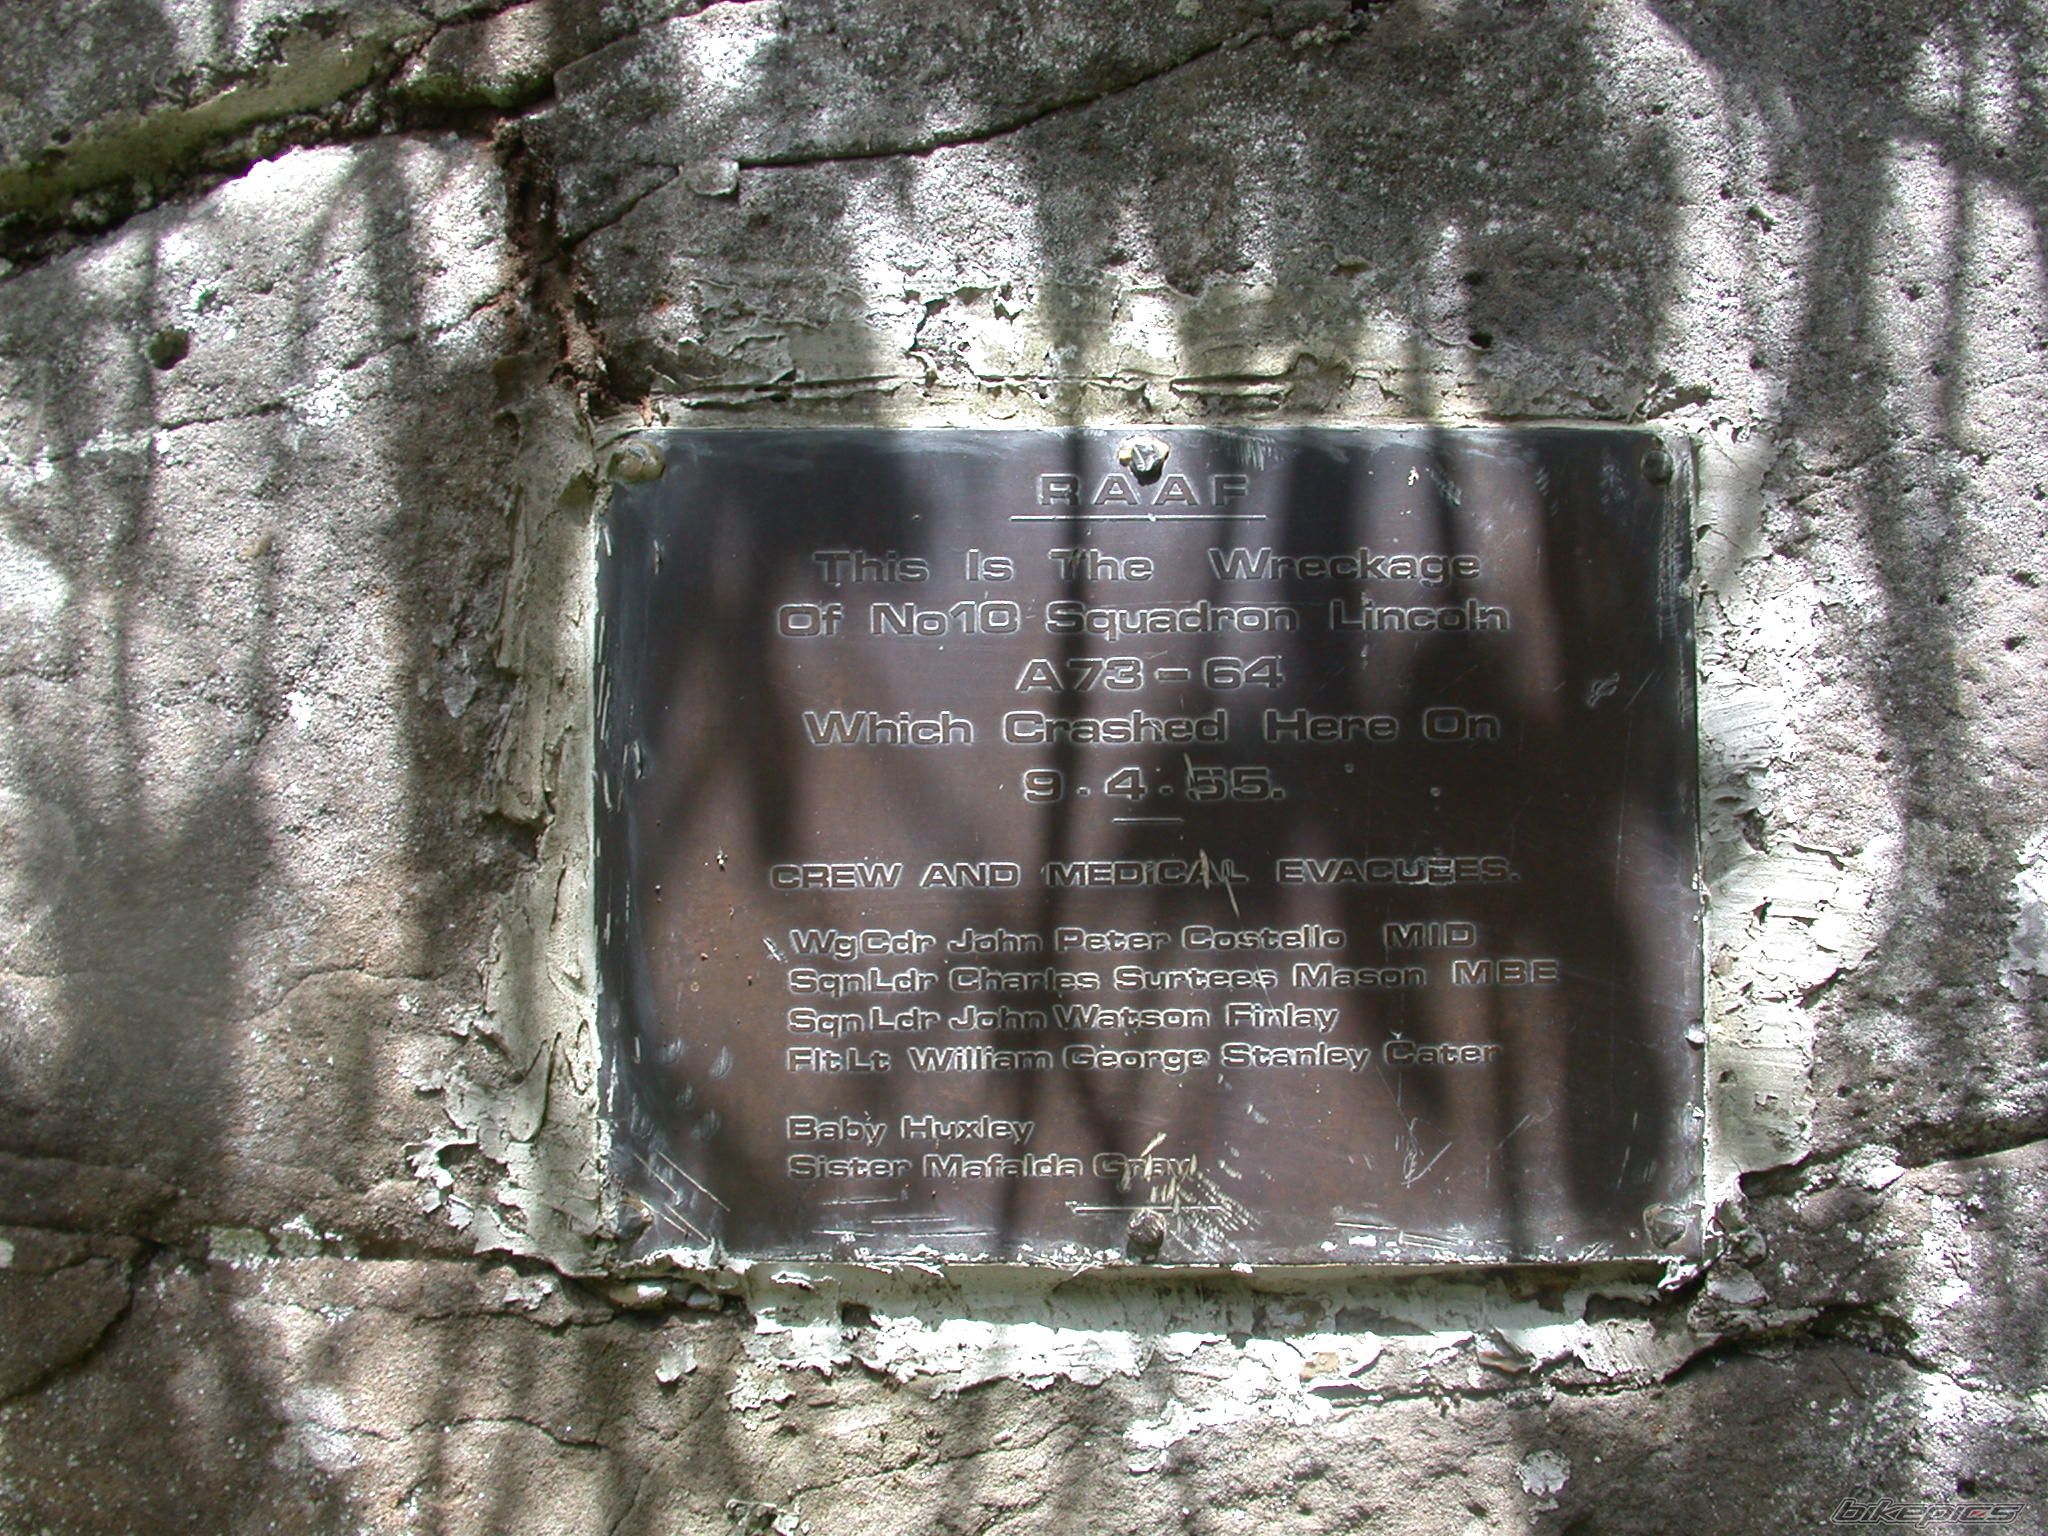 RAAF
This Is The Wreckage
Of No10 Squadron Lincoln
A73-64
Which Crashed Here On
9.4.55.
CREW AND MEDICAL EVACUEES.
WgCdr John Peter Costello MID
SqnLdr Charles Surtees Mason MBE
SqnLdr John Watson Finlay
FltLt William George Stanley Cater
Baby Huxley
Sister Mafalda Gray
bikepics